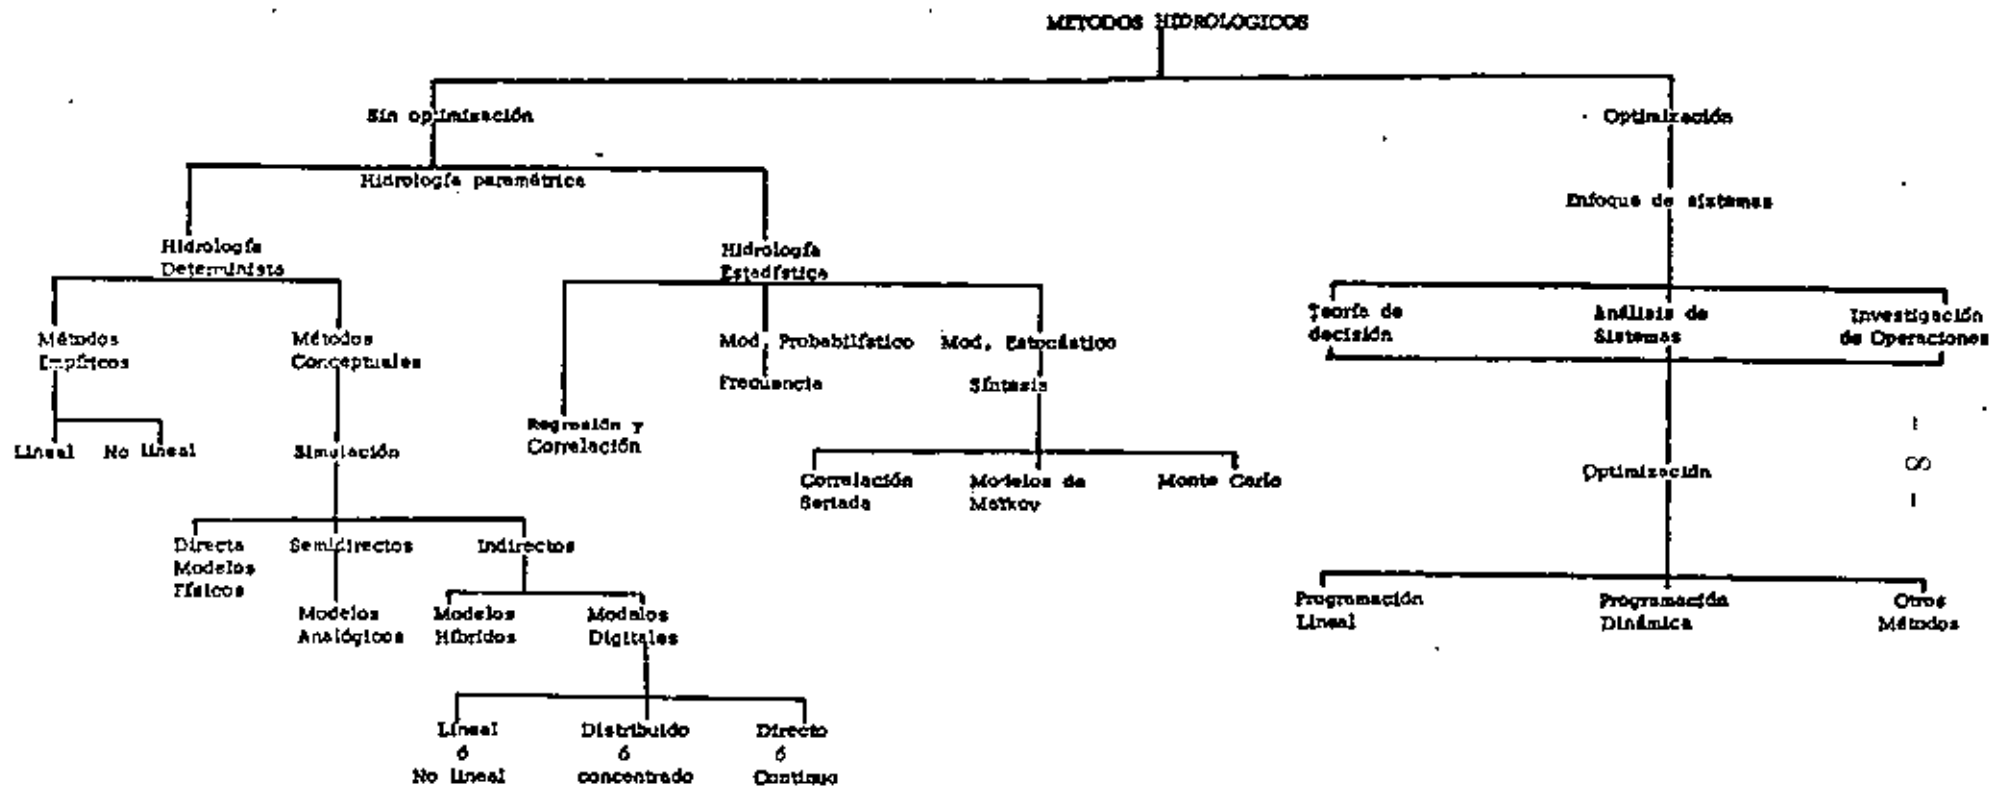 METODOS HIDROLOGICOS
Sin optimización
Optimización
Hidrología paramétrica
Enfoque de sistemas
Hidrología
Determinista
Hidrología
Estadística
Métodos
Empíricos
Métodos
Conceptuales
Mod. Probabilístico
Frecuencia
Mod. Estocástico
Síntesis
Teoría de
decisión
Análisis de
Sistemas
Investigación
de Operaciones
Lineal
No lineal
Simulación
Regresión y
Correlación
Correlación
Seriada
Modelos de
Markov
Monte Carlo
Optimización
- 8 -
Directa
Modelos
Físicos
Semidirectos
Indirectos
Modelos
Analógicos
Modelos
Híbridos
Modelos
Digitales
Programación
Lineal
Programación
Dinámica
Otros
Métodos
Lineal
ó
No lineal
Distribuido
ó
concentrado
Directo
ó
Continuo